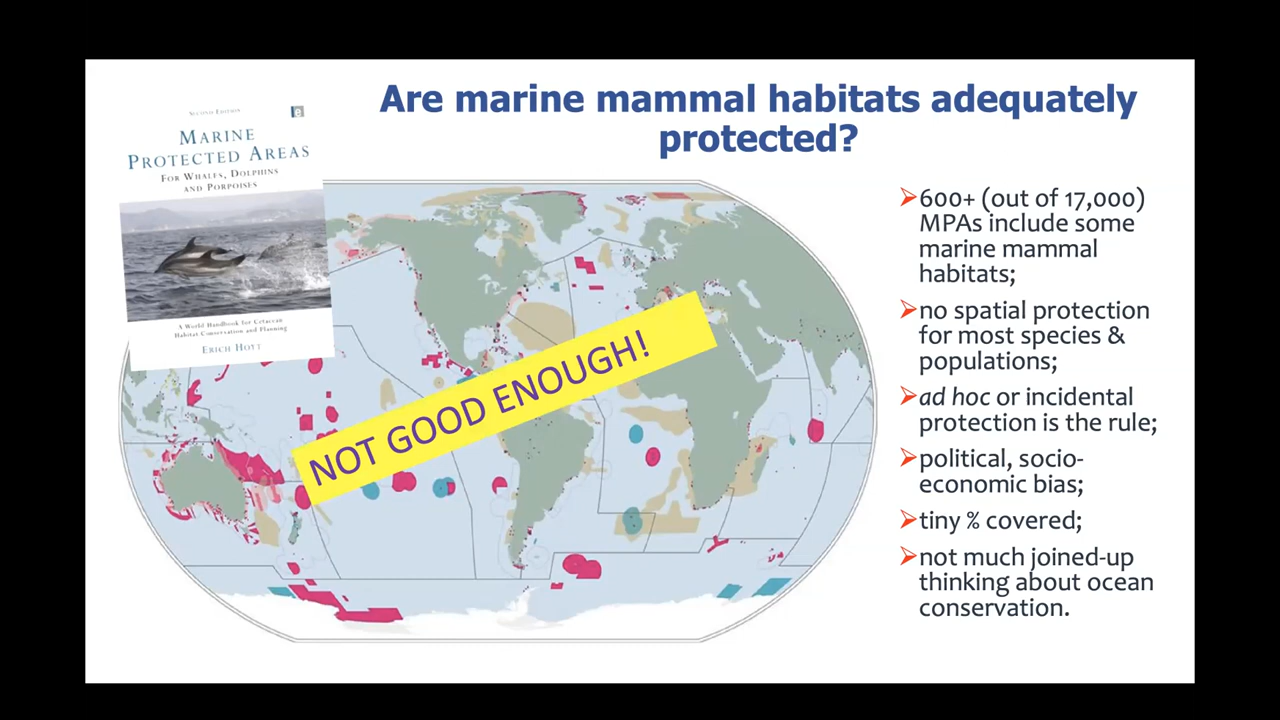 Are marine mammal habitats adequately
protected?
SECOND EDITION
MARINE
PROTECTED AREAS
FOR WHALES, DOLPHINS
AND PORPOISES
A World Handbook for Cetacean
Habitat Conservation and Planning
ERICH HOYT
NOT GOOD ENOUGH!
➢600+ (out of 17,000)
MPAs include some
marine mammal
habitats;
➢no spatial protection
for most species &
populations;
➢ad hoc or incidental
protection is the rule;
➢political, socio-
economic bias;
➢tiny % covered;
➢not much joined-up
thinking about ocean
conservation.